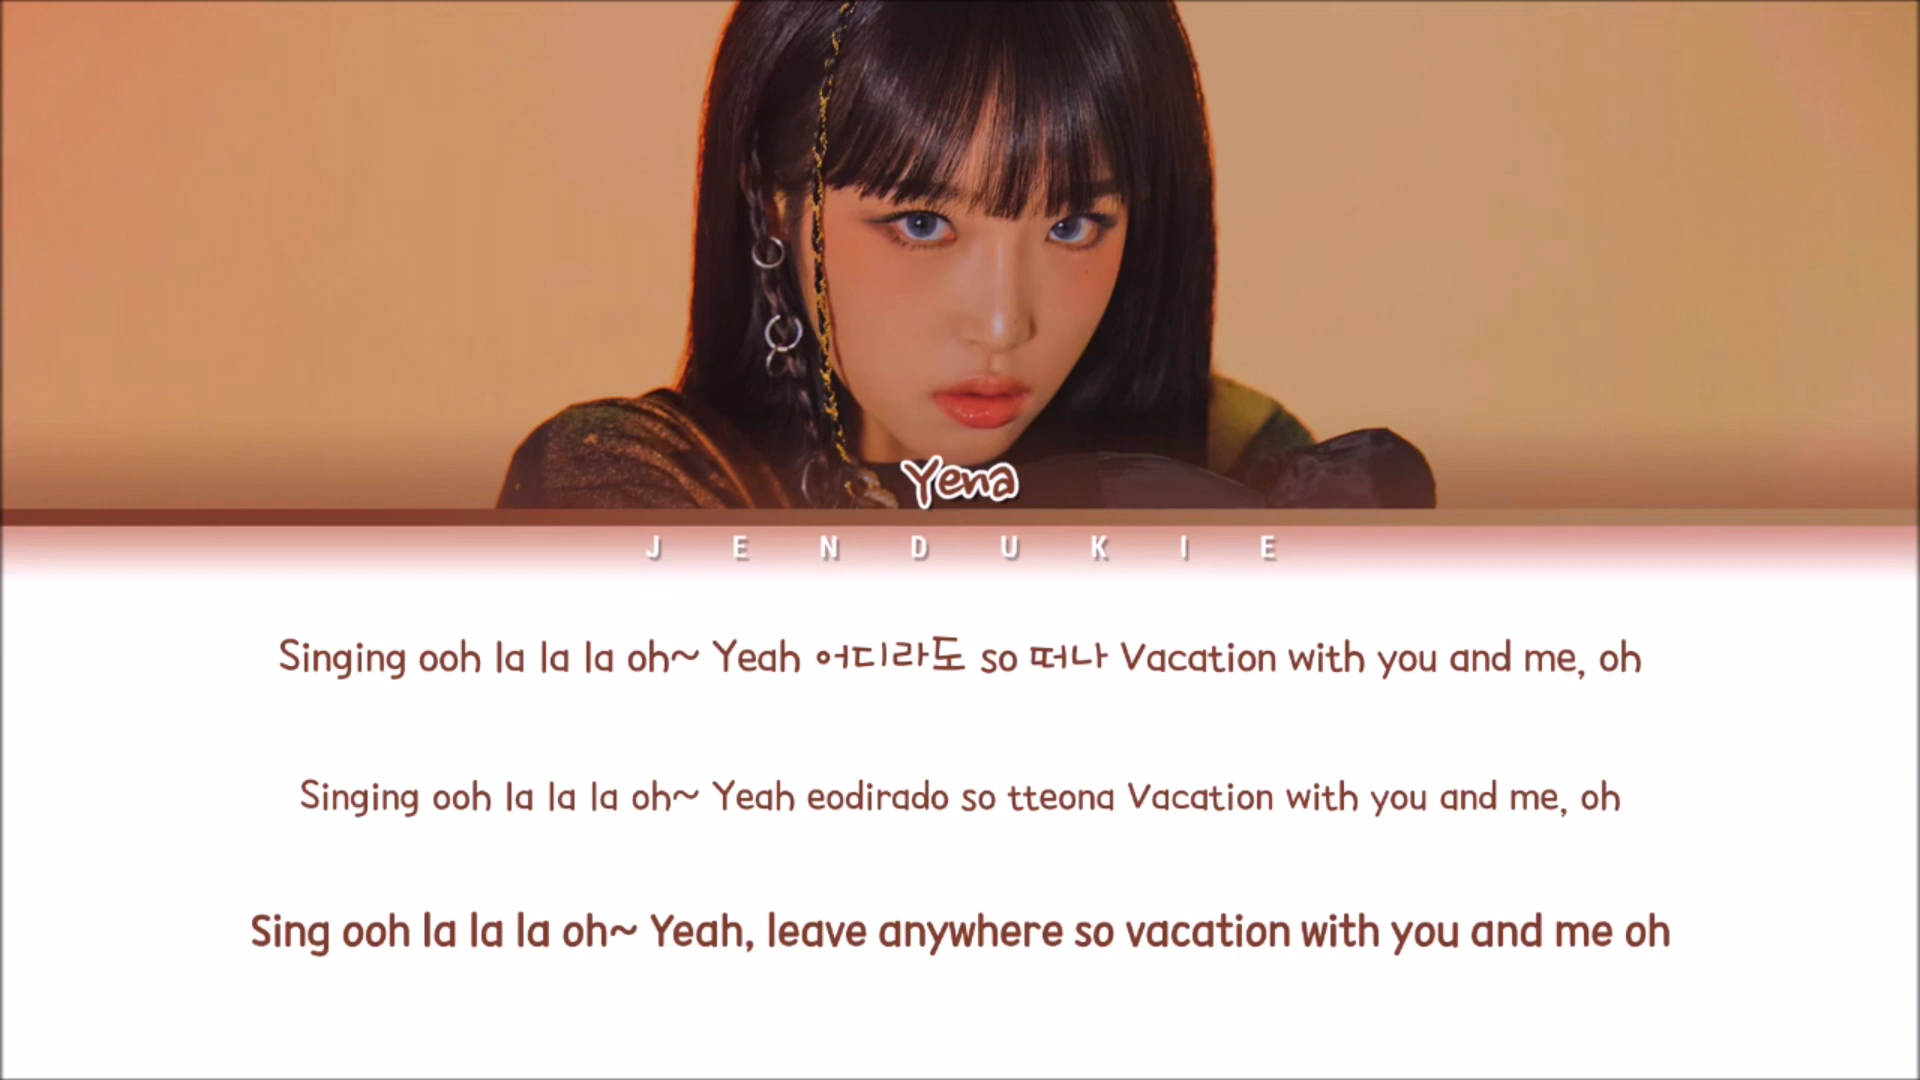 Yena
JENDUKIE
Singing ooh la la la oh~ Yeah 어디라도 so 떠나 Vacation with you and me, oh
Singing ooh la la la oh~ Yeah eodirado so tteona Vacation with you and me, oh
Sing ooh la la la oh~ Yeah, leave anywhere so vacation with you and me oh